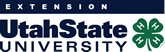 EXTENSION
UtahState
UNIVERSITY
H H
H H